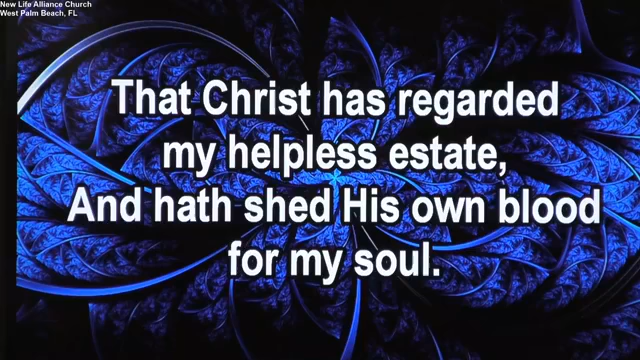 New Life Alliance Church
West Palm Beach, FL
That Christ has regarded
my helpless estate,
And hath shed His own blood
for my soul.